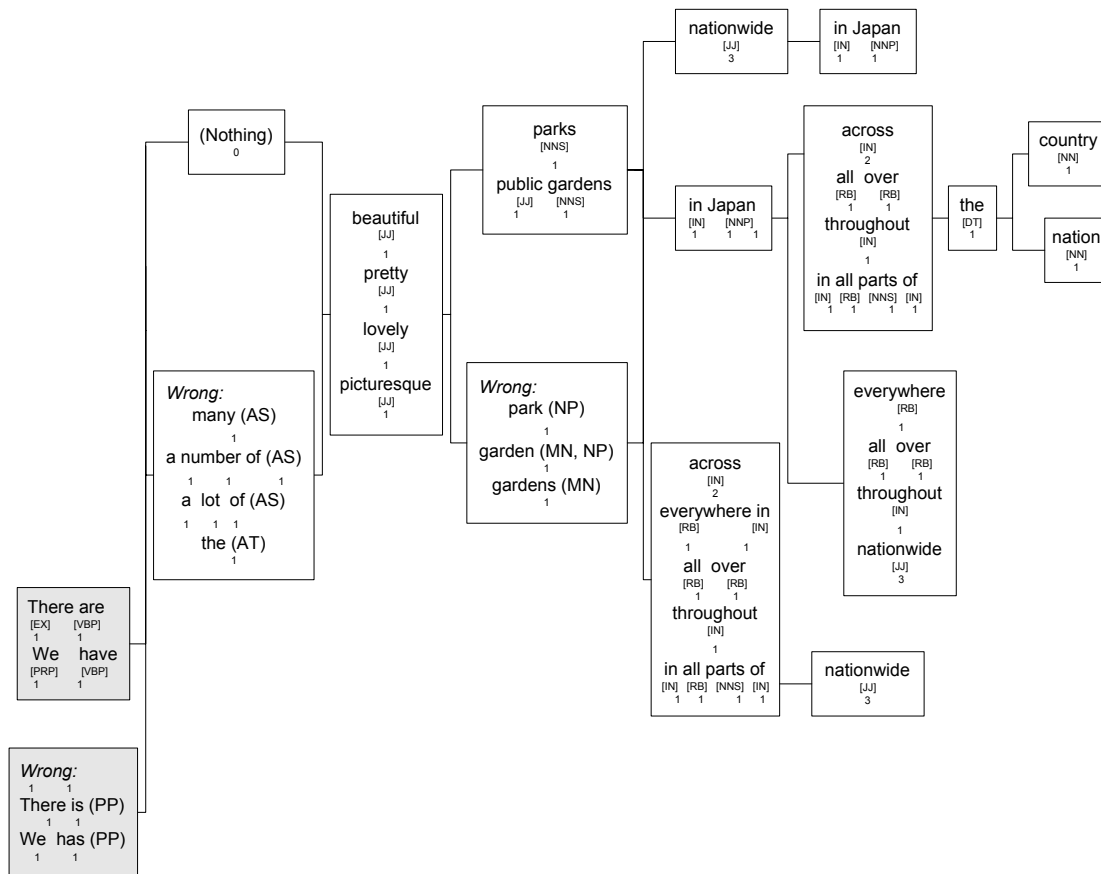 There are
[EX] [VBP]
1 1
We have
[PRP] [VBP]
1 1
Wrong:
1 1
There is (PP)
1 1
We has (PP)
1 1
(Nothing)
0
Wrong:
many (AS)
1
a number of (AS)
1 1 1
a lot of (AS)
1 1 1
the (AT)
1
beautiful
[JJ]
1
pretty
[JJ]
1
lovely
[JJ]
1
picturesque
[JJ]
1
parks
[NNS]
1
public gardens
[JJ] [NNS]
1 1
Wrong:
park (NP)
1
garden (MN, NP)
1
gardens (MN)
1
nationwide
[JJ]
3
in Japan
[IN] [NNP]
1 1
in Japan
[IN] [NNP]
1 1 1
across
[IN]
2
all over
[RB] [RB]
1 1
throughout
[IN]
1
in all parts of
[IN] [RB] [NNS] [IN]
1 1 1 1
the
[DT]
1
country
[NN]
1
nation
[NN]
1
everywhere
[RB]
1
all over
[RB] [RB]
1 1
throughout
[IN]
1
nationwide
[JJ]
3
across
[IN]
2
everywhere in
[RB] [IN]
1 1
all over
[RB] [RB]
1 1
throughout
[IN]
1
in all parts of
[IN] [RB] [NNS] [IN]
1 1 1 1
nationwide
[JJ]
3